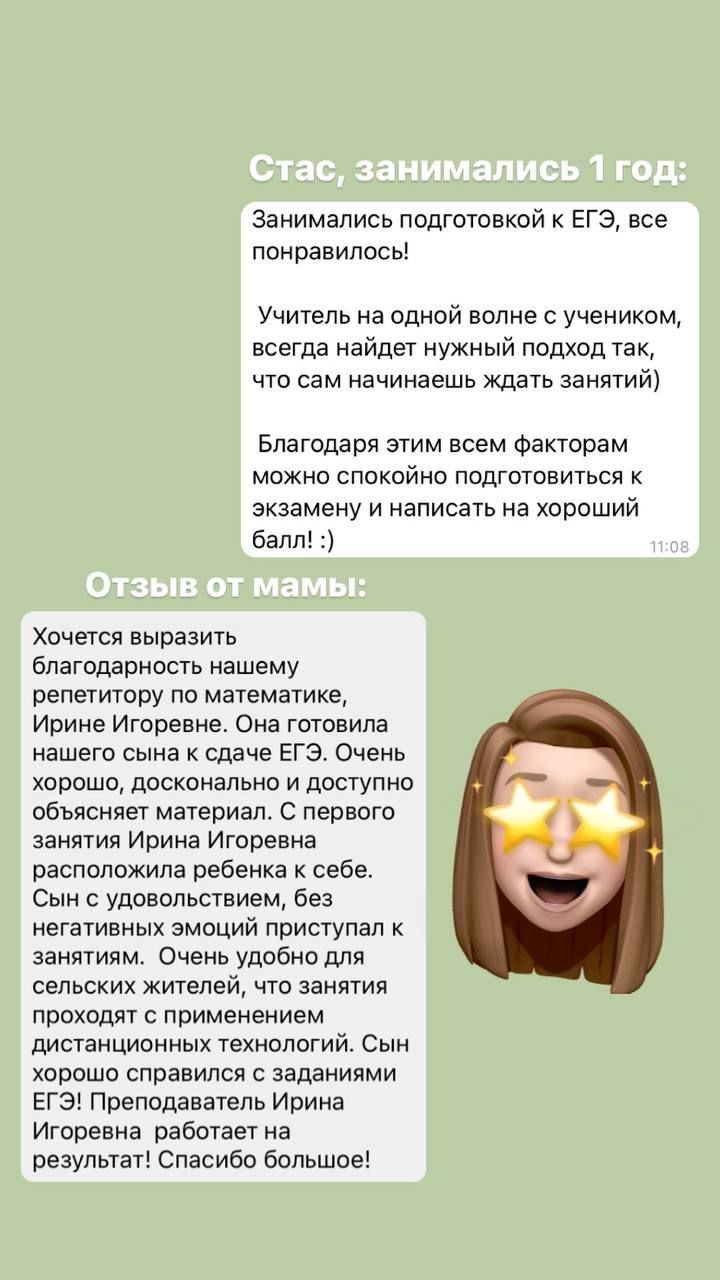 Стас, занимались 1 год:
Занимались подготовкой к ЕГЭ, все
понравилось!
Учитель на одной волне с учеником,
всегда найдет нужный подход так,
что сам начинаешь ждать занятий)
Благодаря этим всем факторам
можно спокойно подготовиться к
экзамену и написать на хороший
балл! :)
11:08
Отзыв от мамы:
Хочется выразить
благодарность нашему
репетитору по математике,
Ирине Игоревне. Она готовила
нашего сына к сдаче ЕГЭ. Очень
хорошо, досконально и доступно
объясняет материал. С первого
занятия Ирина Игоревна
расположила ребенка к себе.
Сын с удовольствием, без
негативных эмоций приступал к
занятиям.  Очень удобно для
сельских жителей, что занятия
проходят с применением
дистанционных технологий. Сын
хорошо справился с заданиями
ЕГЭ! Преподаватель Ирина
Игоревна  работает на
результат! Спасибо большое!